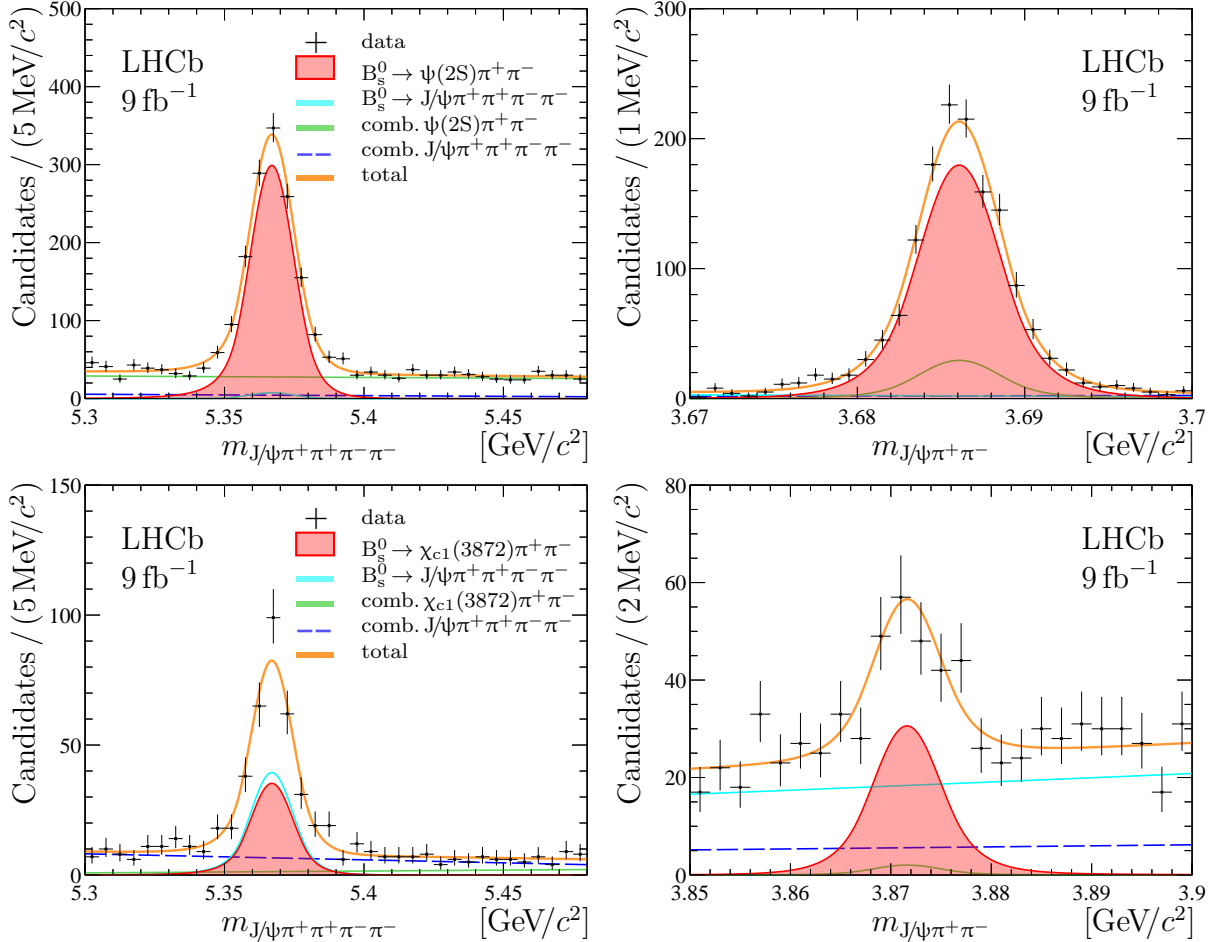 Candidates / (5 MeV/c²)
500
400
300
200
100
0
LHCb
9 fb⁻¹
data
B⁰ₛ → ψ(2S)π⁺π⁻
B⁰ₛ → J/ψπ⁺π⁺π⁻π⁻
comb. ψ(2S)π⁺π⁻
comb. J/ψπ⁺π⁺π⁻π⁻
total
5.3
5.35
5.4
5.45
m J/ψπ⁺π⁺π⁻π⁻
[GeV/c²]
Candidates / (1 MeV/c²)
300
200
100
0
LHCb
9 fb⁻¹
3.67
3.68
3.69
3.7
m J/ψπ⁺π⁻
[GeV/c²]
Candidates / (5 MeV/c²)
150
100
50
0
LHCb
9 fb⁻¹
data
B⁰ₛ → χc1(3872)π⁺π⁻
B⁰ₛ → J/ψπ⁺π⁺π⁻π⁻
comb. χc1(3872)π⁺π⁻
comb. J/ψπ⁺π⁺π⁻π⁻
total
5.3
5.35
5.4
5.45
m J/ψπ⁺π⁺π⁻π⁻
[GeV/c²]
Candidates / (2 MeV/c²)
80
60
40
20
0
LHCb
9 fb⁻¹
3.85
3.86
3.87
3.88
3.89
3.9
m J/ψπ⁺π⁻
[GeV/c²]